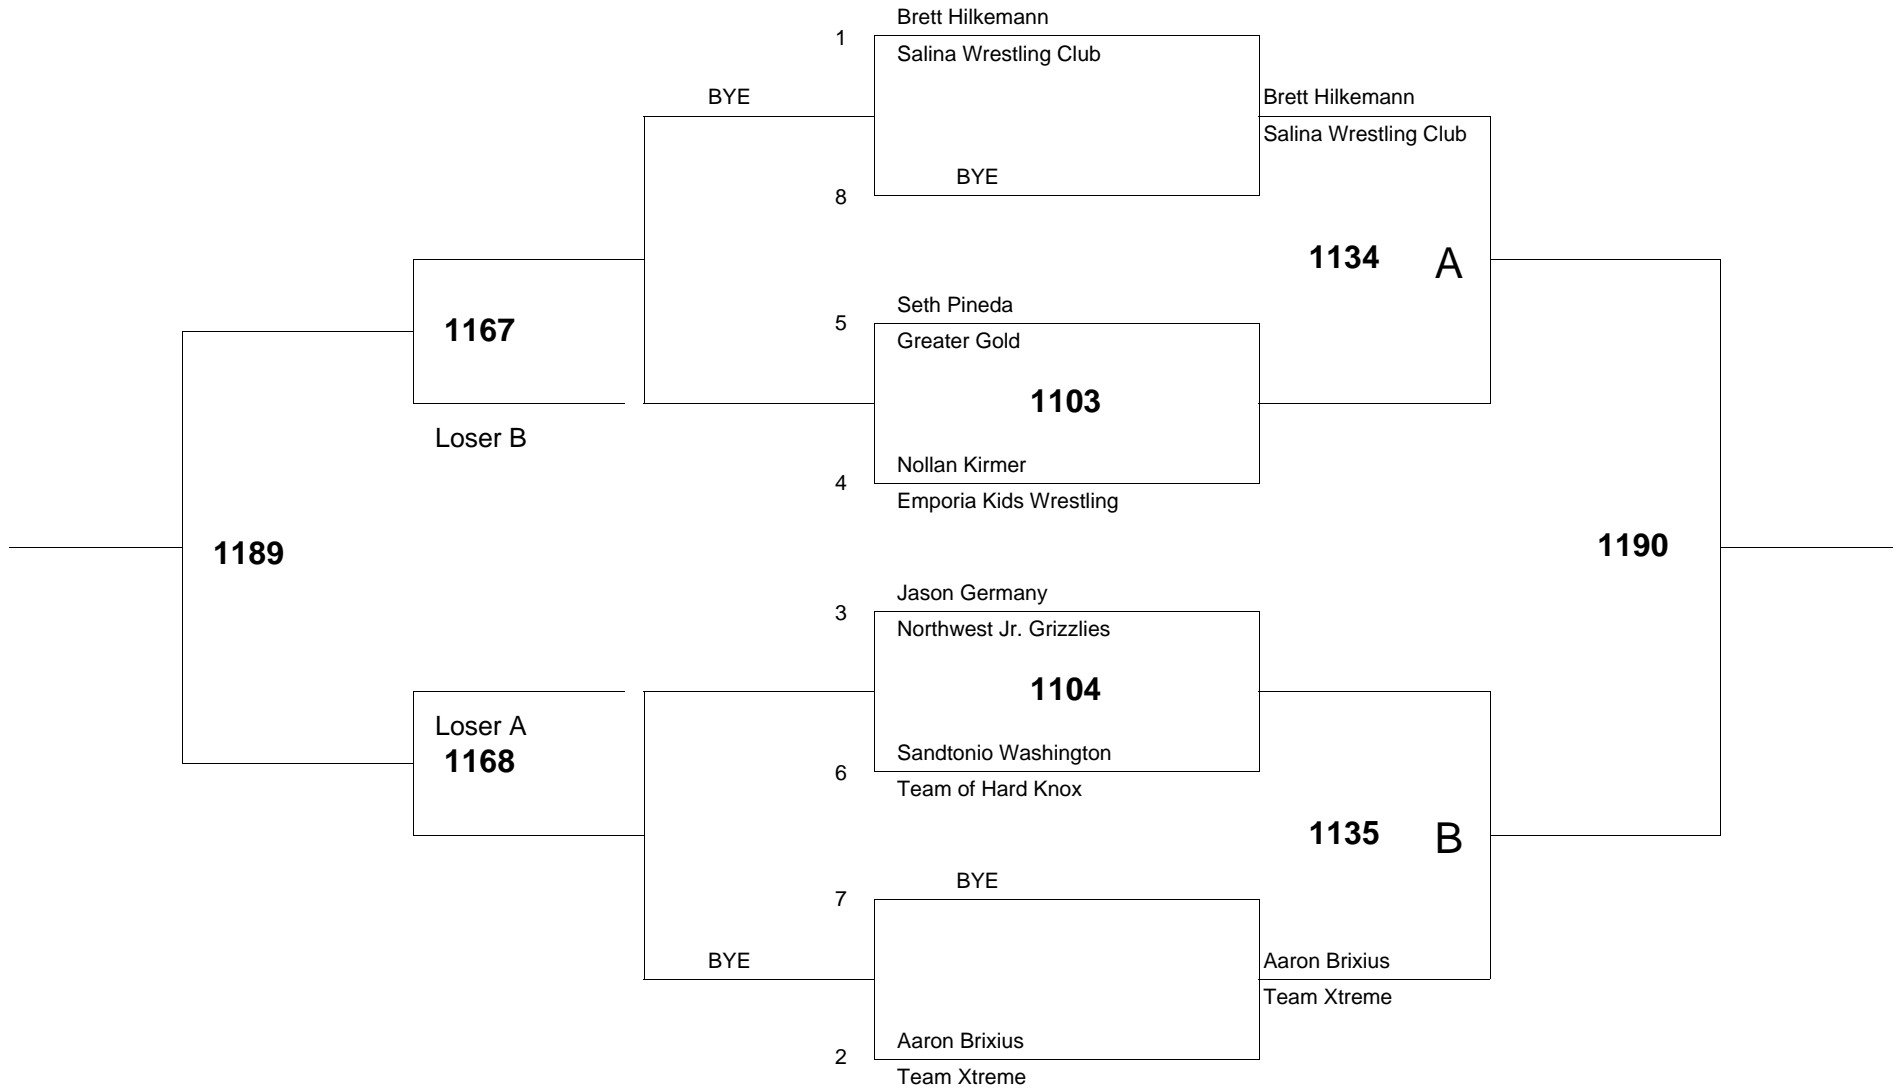 Brett Hilkemann
1
Salina Wrestling Club
BYE
Brett Hilkemann
Salina Wrestling Club
BYE
8
1134 A
Seth Pineda
5
1167
Greater Gold
1103
Loser B
Nollan Kirmer
4
Emporia Kids Wrestling
1189
1190
Jason Germany
3
Northwest Jr. Grizzlies
1104
Loser A
1168
Sandtonio Washington
6
Team of Hard Knox
1135 B
BYE
7
BYE
Aaron Brixius
Team Xtreme
Aaron Brixius
2
Team Xtreme